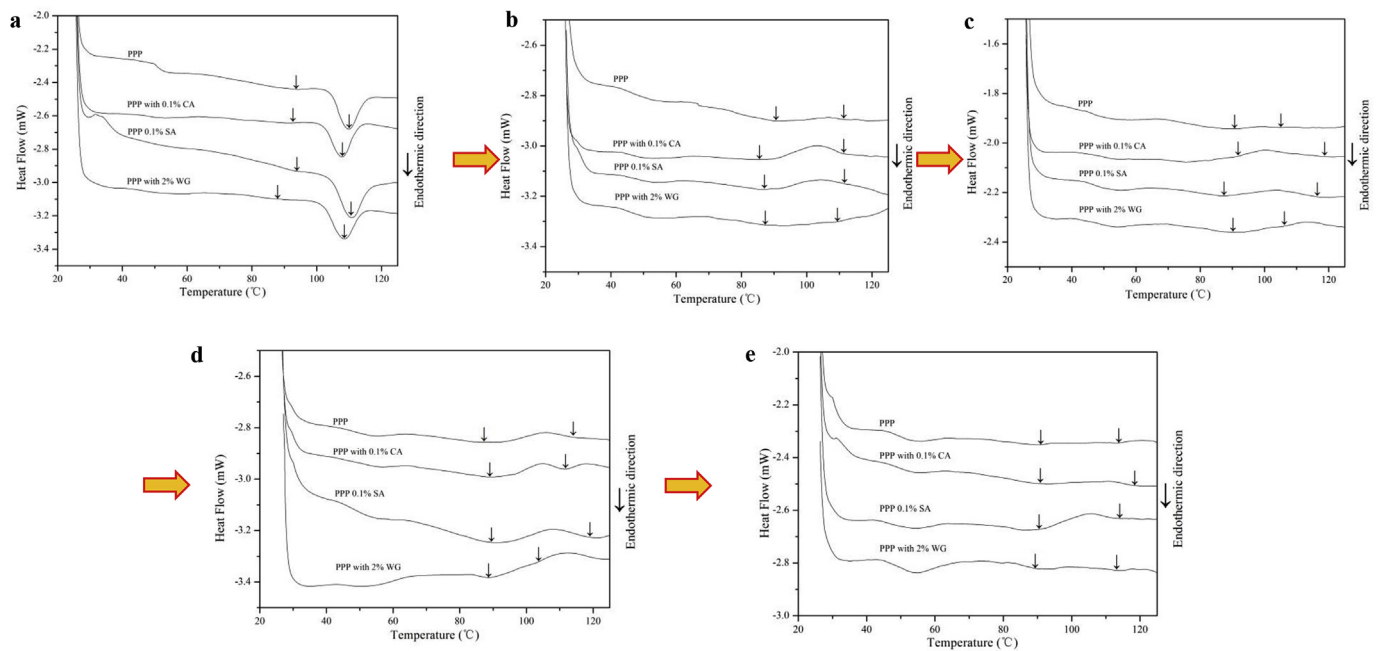 a
-2.0
-2.2
-2.4
-2.6
-2.8
-3.0
-3.2
-3.4
Heat Flow (mW)
PPP
PPP with 0.1% CA
PPP 0.1% SA
PPP with 2% WG
20 40 60 80 100 120
Temperature (℃)
Endothermic direction
b
-2.6
-2.8
-3.0
-3.2
-3.4
Heat Flow (mW)
PPP
PPP with 0.1% CA
PPP 0.1% SA
PPP with 2% WG
20 40 60 80 100 120
Temperature (℃)
Endothermic direction
c
-1.6
-1.8
-2.0
-2.2
-2.4
Heat Flow (mW)
PPP
PPP with 0.1% CA
PPP 0.1% SA
PPP with 2% WG
20 40 60 80 100 120
Temperature (℃)
Endothermic direction
d
-2.6
-2.8
-3.0
-3.2
-3.4
Heat Flow (mW)
PPP
PPP with 0.1% CA
PPP 0.1% SA
PPP with 2% WG
20 40 60 80 100 120
Temperature (℃)
Endothermic direction
e
-2.0
-2.2
-2.4
-2.6
-2.8
-3.0
Heat Flow (mW)
PPP
PPP with 0.1% CA
PPP 0.1% SA
PPP with 2% WG
20 40 60 80 100 120
Temperature (℃)
Endothermic direction